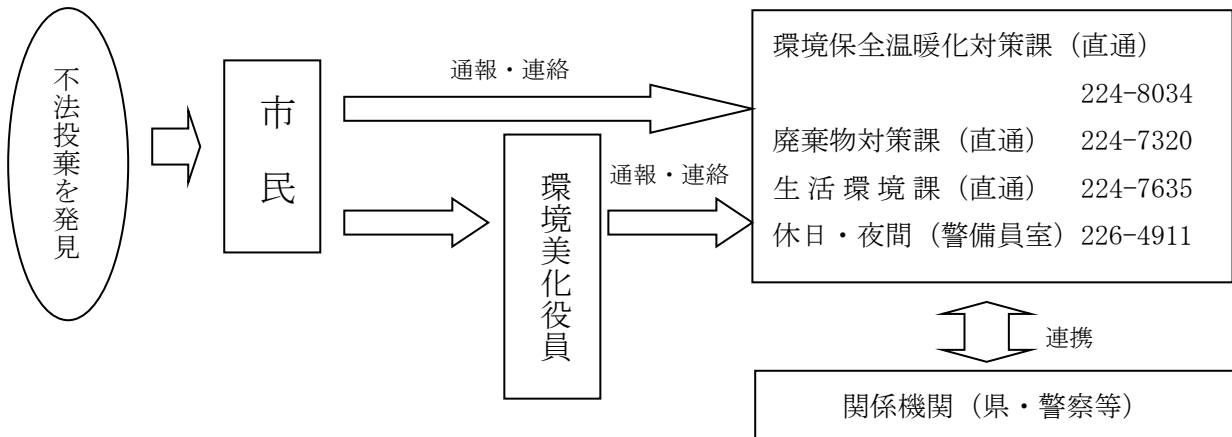 不法投棄を発見
市民
通報・連絡
環境美化役員
通報・連絡
環境保全温暖化対策課（直通）
224-8034
廃棄物対策課（直通） 224-7320
生活環境課（直通） 224-7635
休日・夜間（警備員室）226-4911
連携
関係機関（県・警察等）